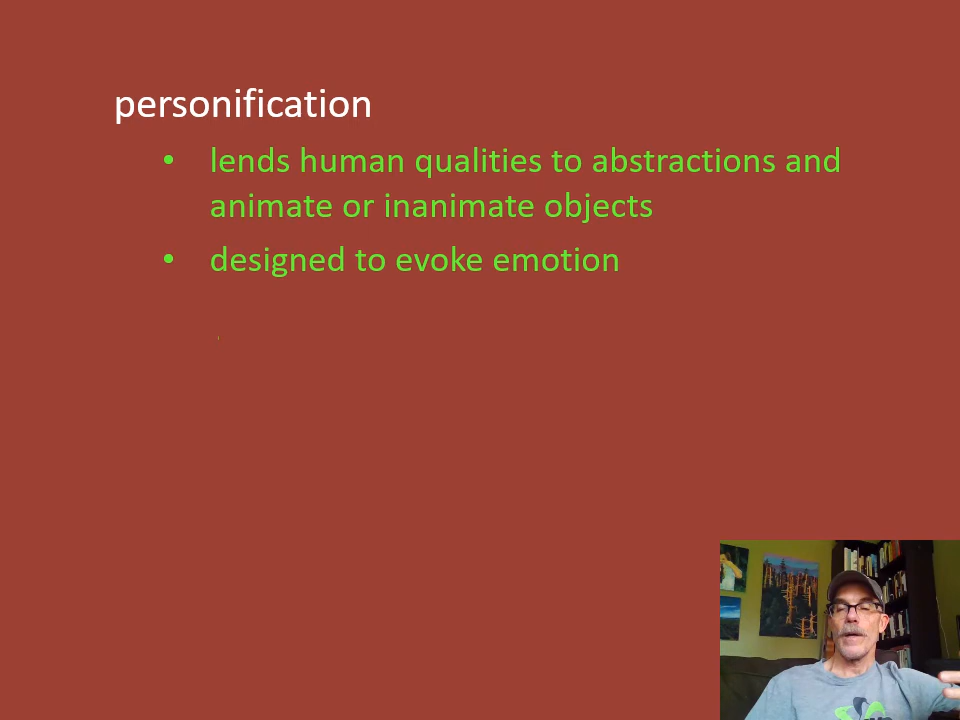 personification
• lends human qualities to abstractions and
animate or inanimate objects
• designed to evoke emotion